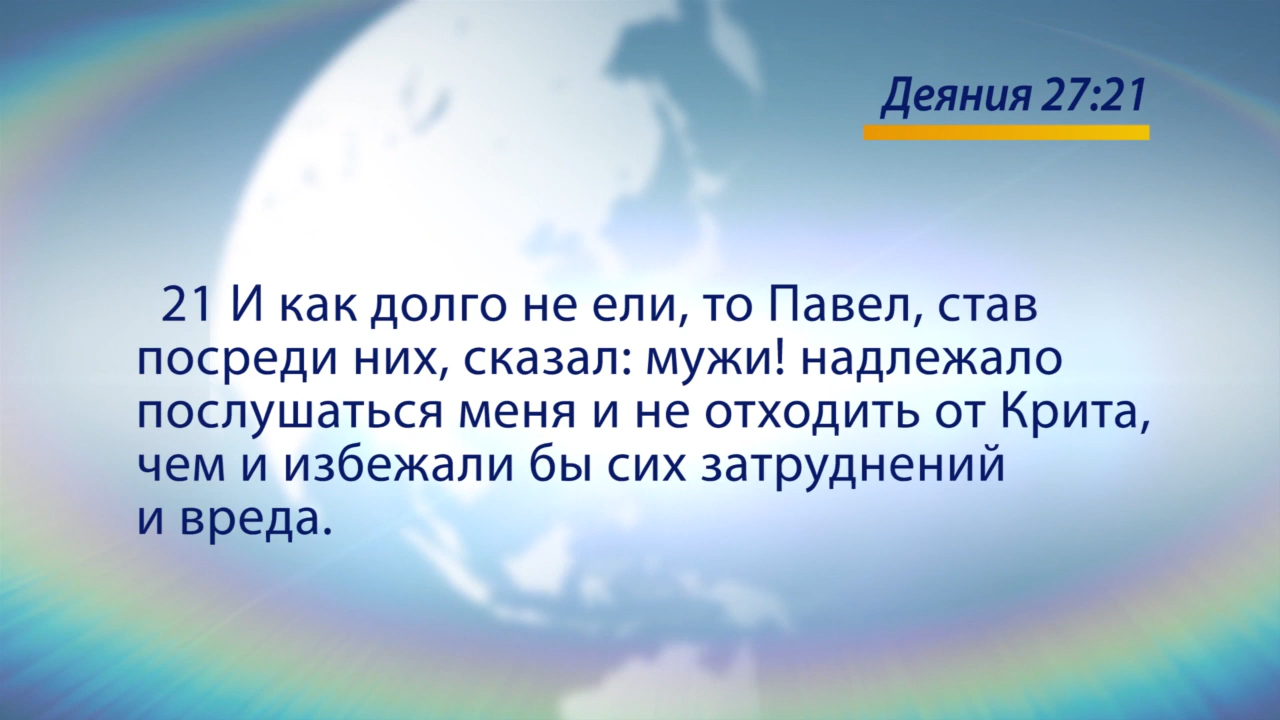 Деяния 27:21
21 И как долго не ели, то Павел, став
посреди них, сказал: мужи! надлежало
послушаться меня и не отходить от Крита,
чем и избежали бы сих затруднений
и вреда.